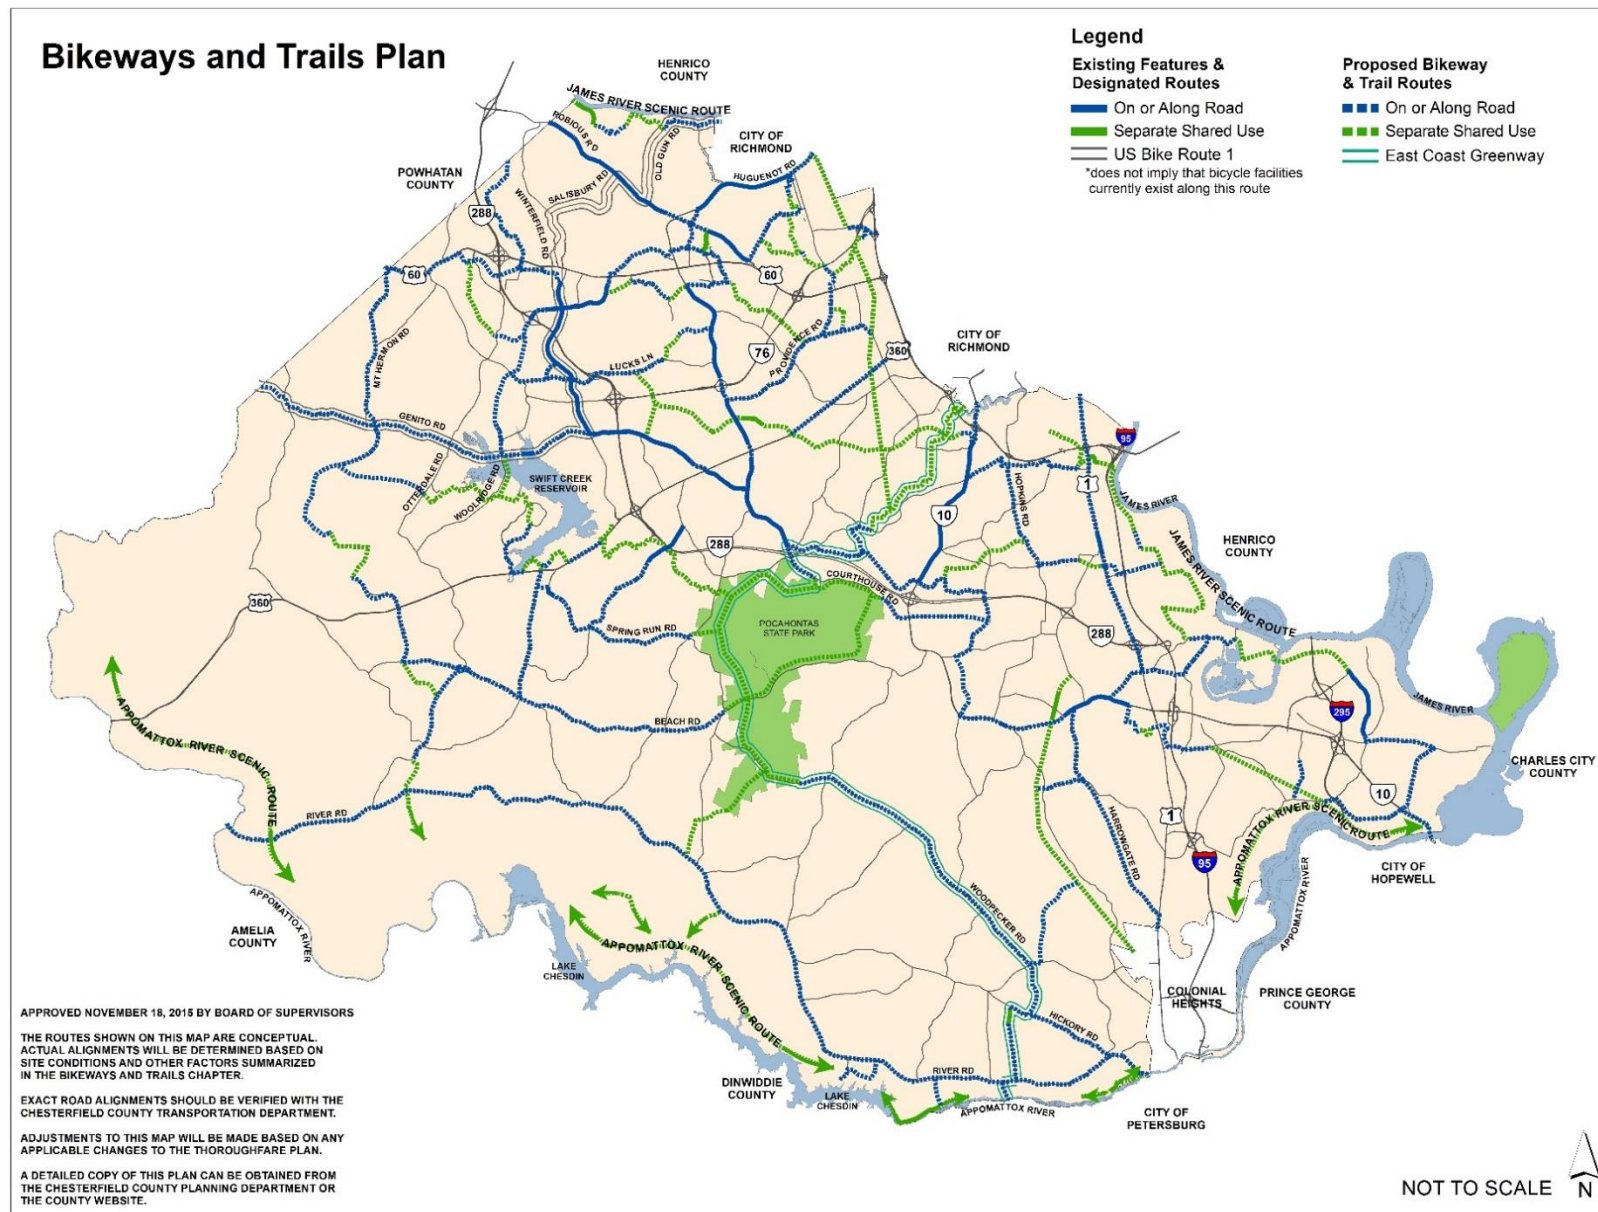 Bikeways and Trails Plan
Legend
Existing Features &
Designated Routes
On or Along Road
Separate Shared Use
US Bike Route 1
*does not imply that bicycle facilities
currently exist along this route
Proposed Bikeway
& Trail Routes
On or Along Road
Separate Shared Use
East Coast Greenway
HENRICO
COUNTY
JAMES RIVER SCENIC ROUTE
ROBIOUS RD
OLD GUN RD
CITY OF
RICHMOND
POWHATAN
COUNTY
HUGUENOT RD
SALISBURY RD
WINTERFIELD RD
288
60
60
MT HERMON RD
76
PROVIDENCE RD
CITY OF
RICHMOND
360
LUCKS LN
GENITO RD
95
OTTERDALE RD
WOOLRIDGE RD
SWIFT CREEK
RESERVOIR
HOPKINS RD
1
JAMES RIVER
10
288
HENRICO
COUNTY
JAMES RIVER SCENIC ROUTE
COURTHOUSE RD
360
SPRING RUN RD
POCAHONTAS
STATE PARK
288
APPOMATTOX RIVER SCENIC ROUTE
BEACH RD
JAMES RIVER
295
CHARLES CITY
COUNTY
10
RIVER RD
HARROWGATE RD
1
95
APPOMATTOX RIVER SCENIC ROUTE
CITY OF
HOPEWELL
APPOMATTOX RIVER
APPOMATTOX RIVER
WOODPECKER RD
AMELIA
COUNTY
LAKE
CHESDIN
APPOMATTOX RIVER SCENIC ROUTE
COLONIAL
HEIGHTS
PRINCE GEORGE
COUNTY
HICKORY RD
RIVER RD
DINWIDDIE
COUNTY
LAKE
CHESDIN
APPOMATTOX RIVER
CITY OF
PETERSBURG
APPROVED NOVEMBER 18, 2015 BY BOARD OF SUPERVISORS
THE ROUTES SHOWN ON THIS MAP ARE CONCEPTUAL.
ACTUAL ALIGNMENTS WILL BE DETERMINED BASED ON
SITE CONDITIONS AND OTHER FACTORS SUMMARIZED
IN THE BIKEWAYS AND TRAILS CHAPTER.
EXACT ROAD ALIGNMENTS SHOULD BE VERIFIED WITH THE
CHESTERFIELD COUNTY TRANSPORTATION DEPARTMENT.
ADJUSTMENTS TO THIS MAP WILL BE MADE BASED ON ANY
APPLICABLE CHANGES TO THE THOROUGHFARE PLAN.
A DETAILED COPY OF THIS PLAN CAN BE OBTAINED FROM
THE CHESTERFIELD COUNTY PLANNING DEPARTMENT OR
THE COUNTY WEBSITE.
NOT TO SCALE
N